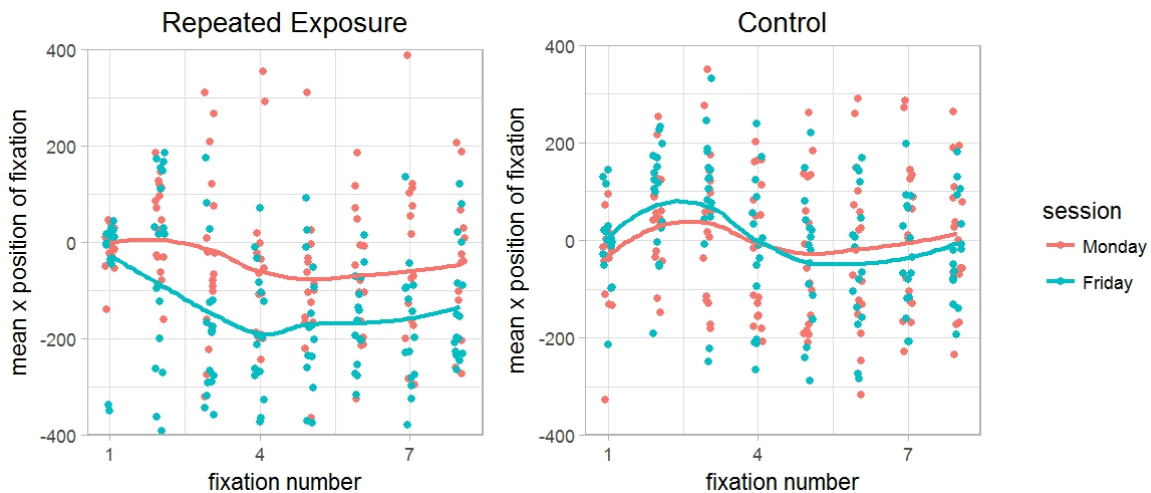 Repeated Exposure
Control
mean x position of fixation
400
200
0
-200
-400
1
4
7
fixation number
mean x position of fixation
400
200
0
-200
-400
1
4
7
fixation number
session
Monday
Friday